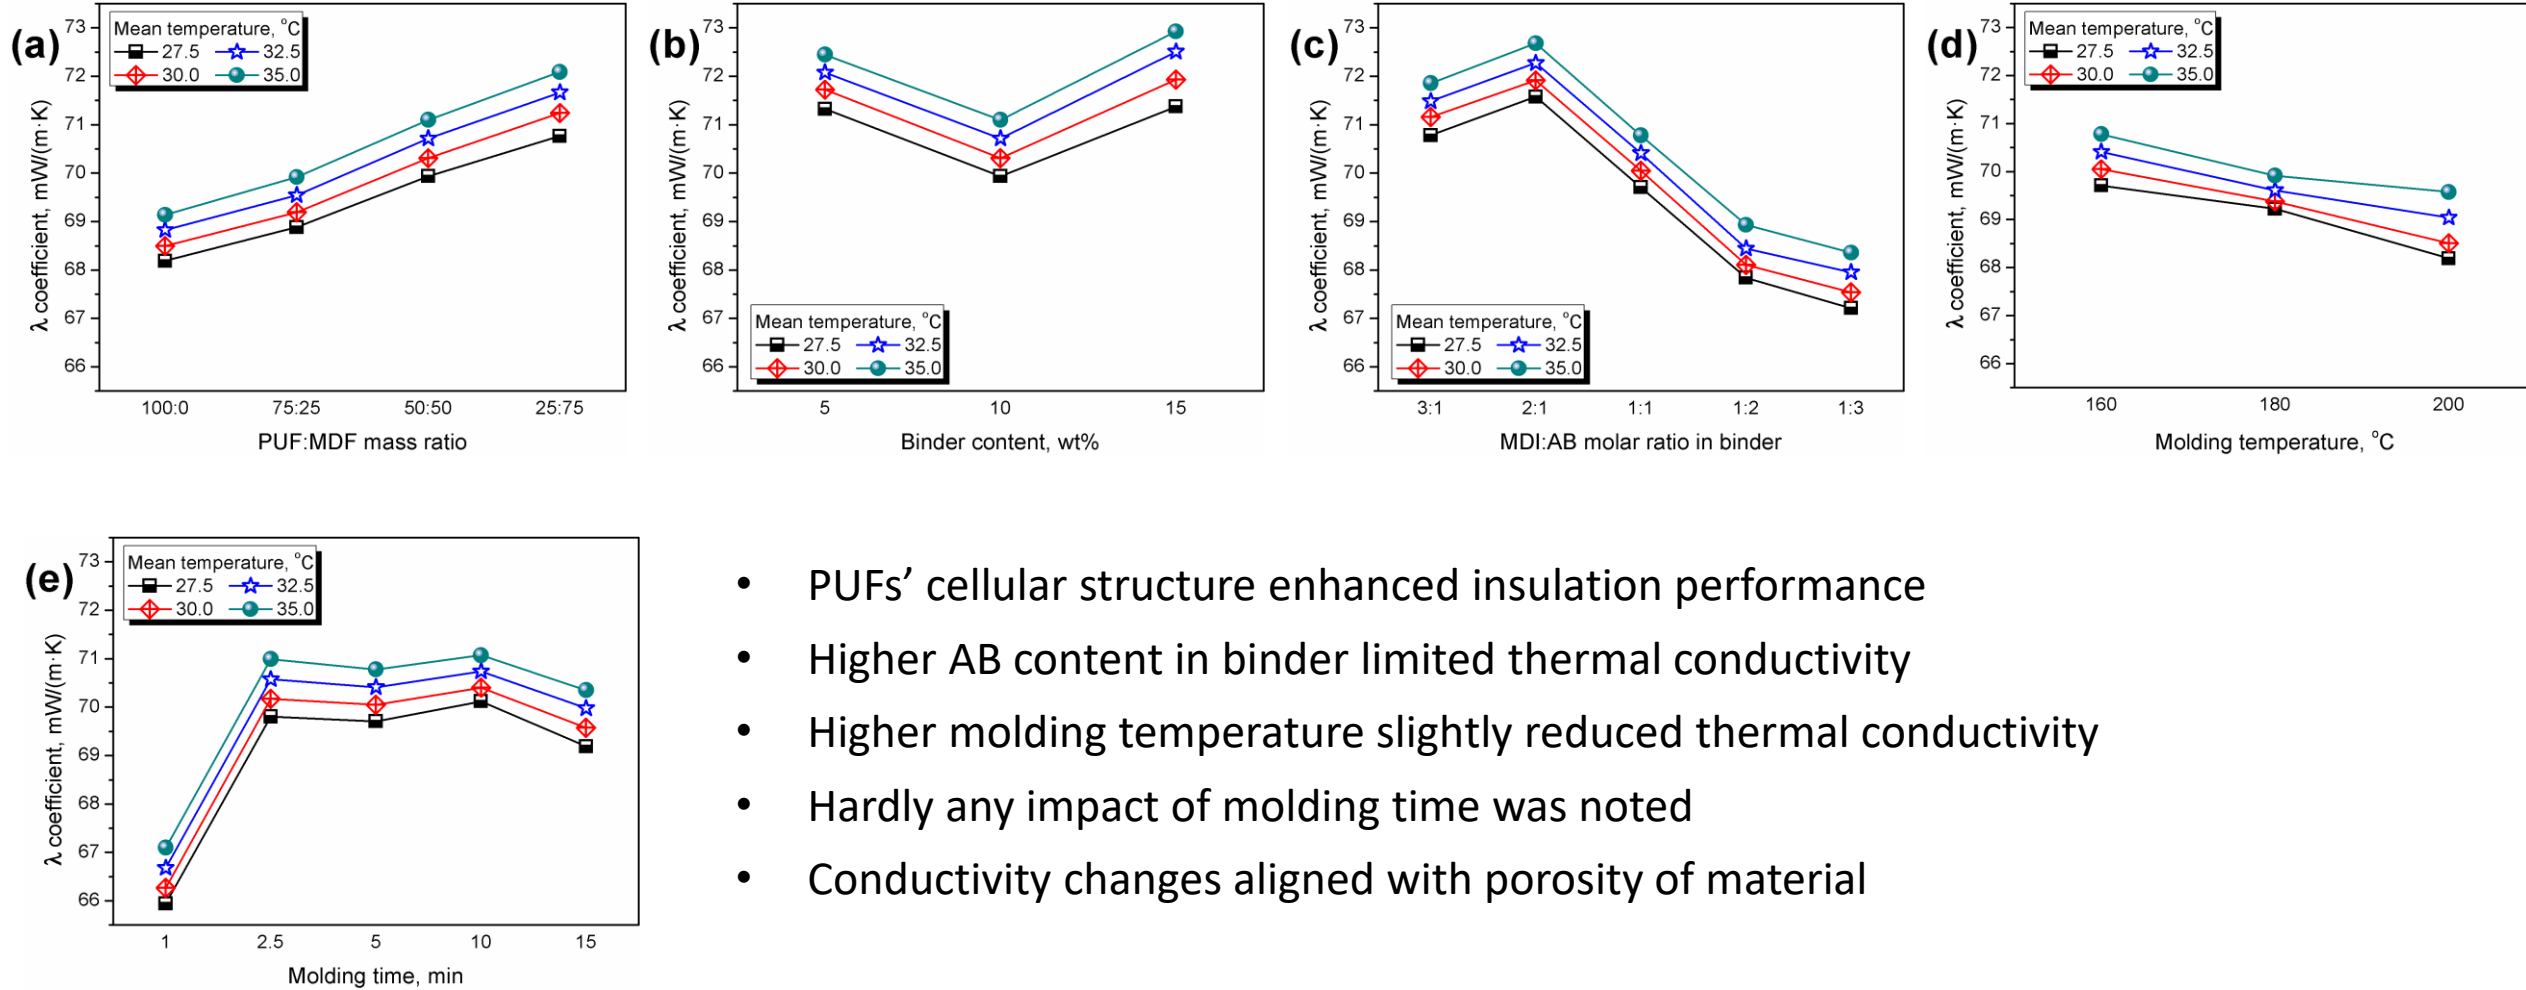 (a)
Mean temperature, °C
27.5 32.5
30.0 35.0
λ coefficient, mW/(m·K)
73
72
71
70
69
68
67
66
100:0 75:25 50:50 25:75
PUF:MDF mass ratio
(b)
λ coefficient, mW/(m·K)
73
72
71
70
69
68
67
66
Mean temperature, °C
27.5 32.5
30.0 35.0
5 10 15
Binder content, wt%
(c)
λ coefficient, mW/(m·K)
73
72
71
70
69
68
67
66
Mean temperature, °C
27.5 32.5
30.0 35.0
3:1 2:1 1:1 1:2 1:3
MDI:AB molar ratio in binder
(d)
Mean temperature, °C
27.5 32.5
30.0 35.0
λ coefficient, mW/(m·K)
73
72
71
70
69
68
67
66
160 180 200
Molding temperature, °C
(e)
Mean temperature, °C
27.5 32.5
30.0 35.0
λ coefficient, mW/(m·K)
73
72
71
70
69
68
67
66
1 2.5 5 10 15
Molding time, min
• PUFs’ cellular structure enhanced insulation performance
• Higher AB content in binder limited thermal conductivity
• Higher molding temperature slightly reduced thermal conductivity
• Hardly any impact of molding time was noted
• Conductivity changes aligned with porosity of material